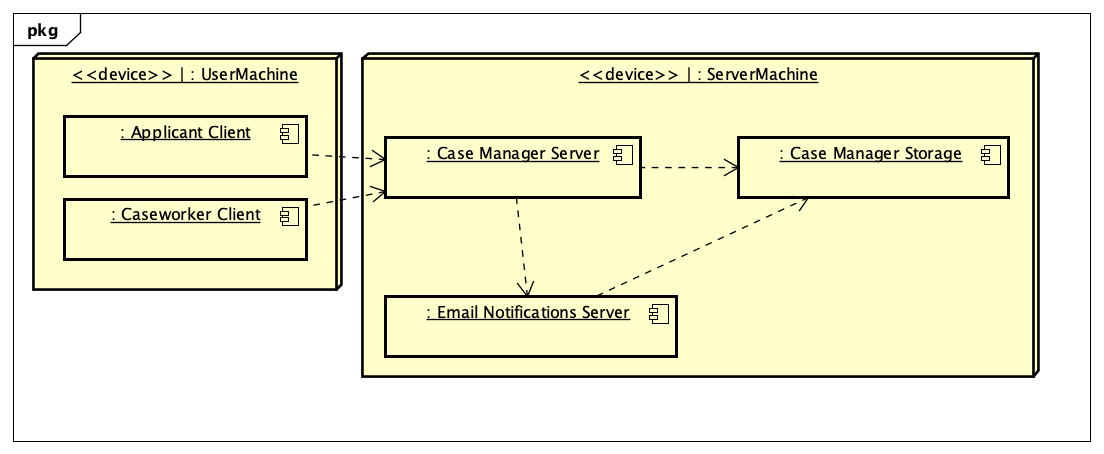 pkg
<<device>> | : UserMachine
: Applicant Client
: Caseworker Client
<<device>> | : ServerMachine
: Case Manager Server
: Case Manager Storage
: Email Notifications Server